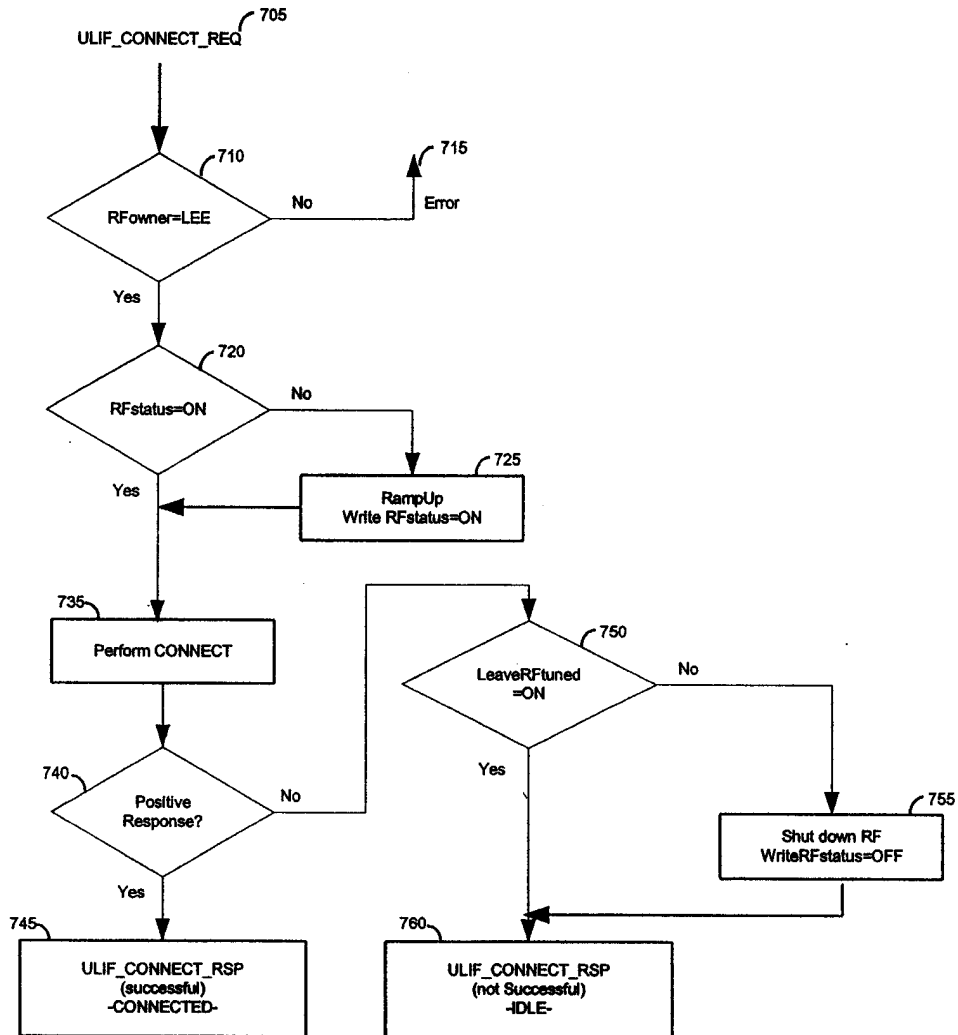 705
ULIF_CONNECT_REQ
710
715
RFowner=LEE
No
Error
Yes
720
RFstatus=ON
No
725
Yes
RampUp
Write RFstatus=ON
735
Perform CONNECT
750
LeaveRFtuned
=ON
No
740
Positive
Response?
No
Yes
755
Shut down RF
WriteRFstatus=OFF
Yes
745
ULIF_CONNECT_RSP
(successful)
-CONNECTED-
760
ULIF_CONNECT_RSP
(not Successful)
-IDLE-